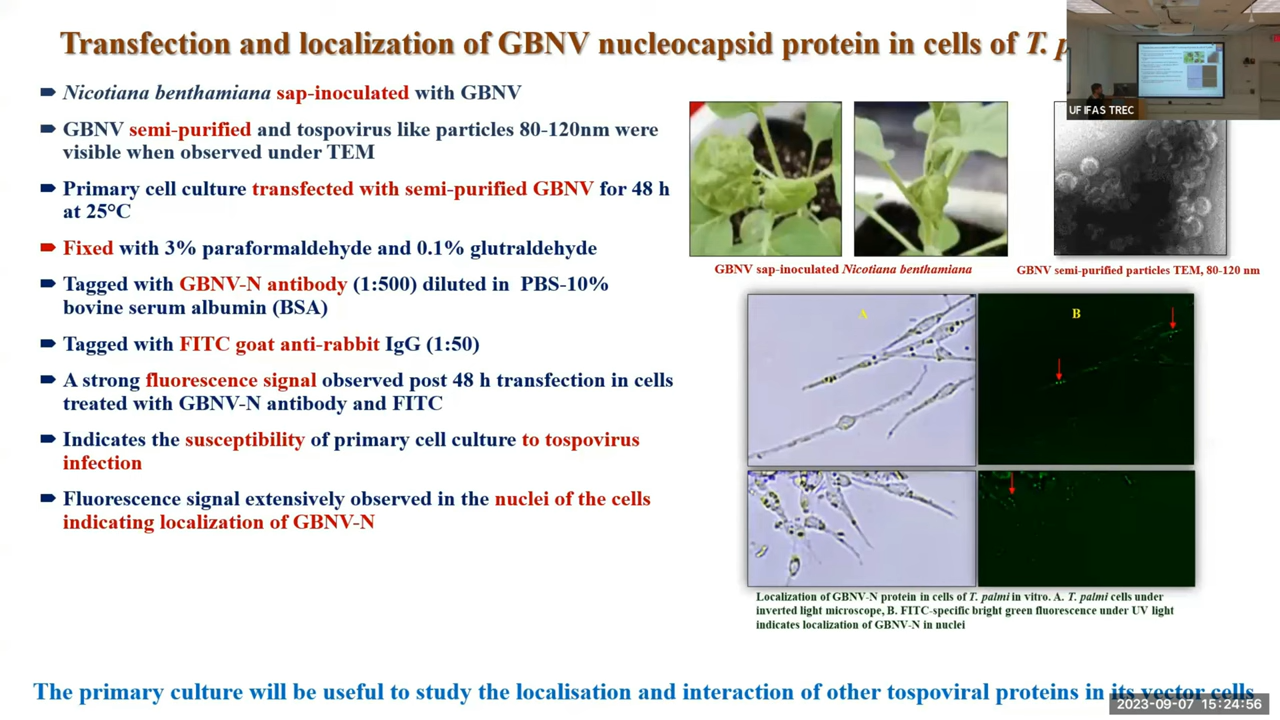 Transfection and localization of GBNV nucleocapsid protein in cells of T. p
UF IFAS TREC
Nicotiana benthamiana sap-inoculated with GBNV
GBNV semi-purified and tospovirus like particles 80-120nm were
visible when observed under TEM
Primary cell culture transfected with semi-purified GBNV for 48 h
at 25°C
Fixed with 3% paraformaldehyde and 0.1% glutraldehyde
Tagged with GBNV-N antibody (1:500) diluted in PBS-10%
bovine serum albumin (BSA)
Tagged with FITC goat anti-rabbit IgG (1:50)
A strong fluorescence signal observed post 48 h transfection in cells
treated with GBNV-N antibody and FITC
Indicates the susceptibility of primary cell culture to tospovirus
infection
Fluorescence signal extensively observed in the nuclei of the cells
indicating localization of GBNV-N
GBNV sap-inoculated Nicotiana benthamiana
GBNV semi-purified particles TEM, 80-120 nm
A
B
Localization of GBNV-N protein in cells of T. palmi in vitro. A. T. palmi cells under
inverted light microscope, B. FITC-specific bright green fluorescence under UV light
indicates localization of GBNV-N in nuclei
The primary culture will be useful to study the localisation and interaction of other tospoviral proteins in its vector cells
2023-09-07 15:24:56